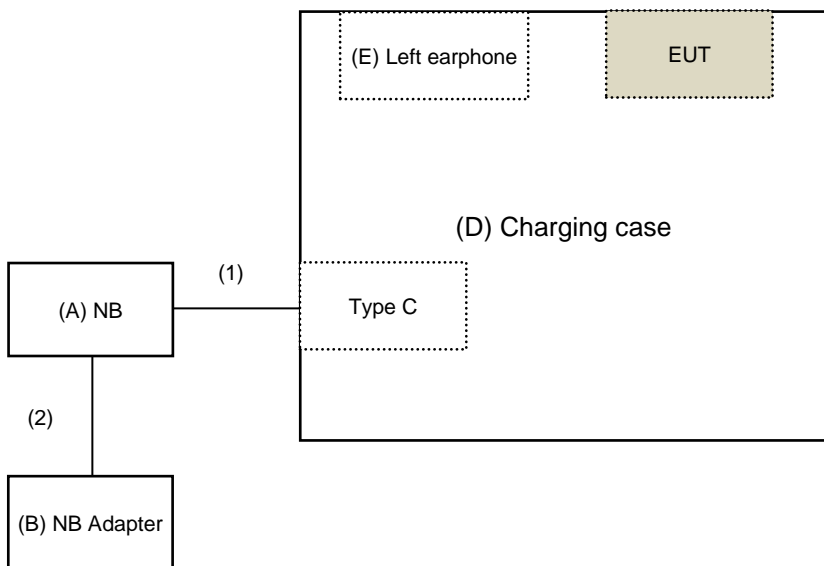 (E) Left earphone
EUT
(D) Charging case
(1)
(A) NB
Type C
(2)
(B) NB Adapter